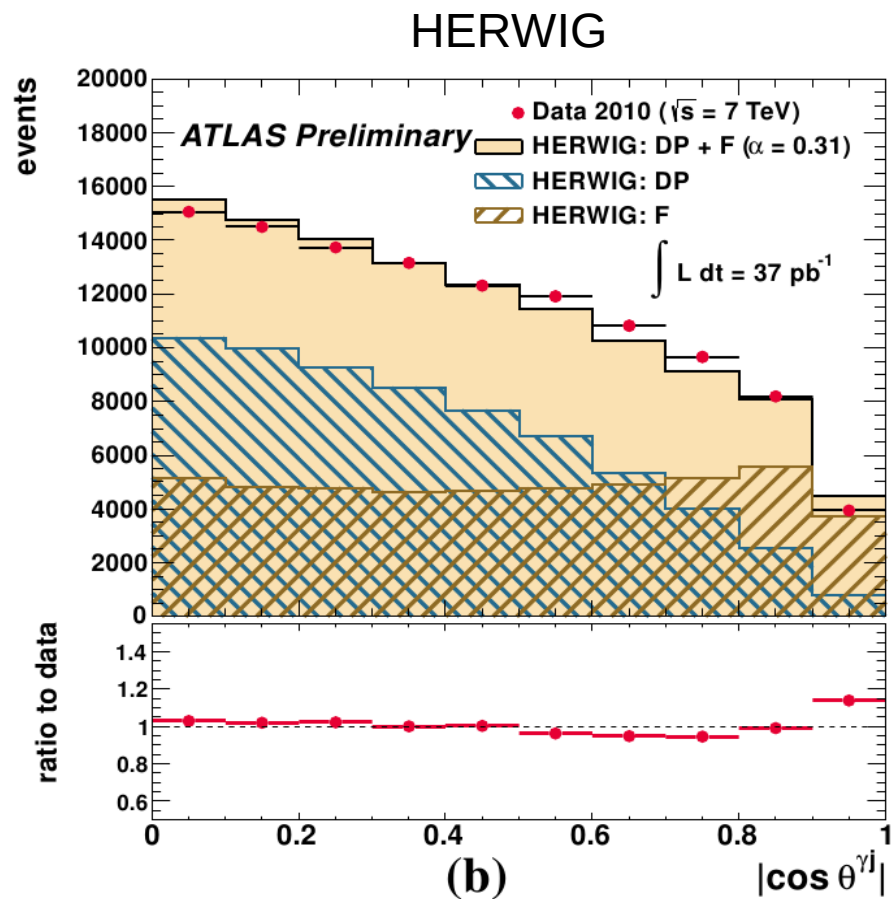 HERWIG
events
20000
18000
16000
14000
12000
10000
8000
6000
4000
2000
0
ATLAS Preliminary
Data 2010 (√s = 7 TeV)
HERWIG: DP + F (α = 0.31)
HERWIG: DP
HERWIG: F
∫ L dt = 37 pb⁻¹
ratio to data
1.4
1.2
1
0.8
0.6
0 0.2 0.4 0.6 0.8 1
(b)
|cos θ^γj|